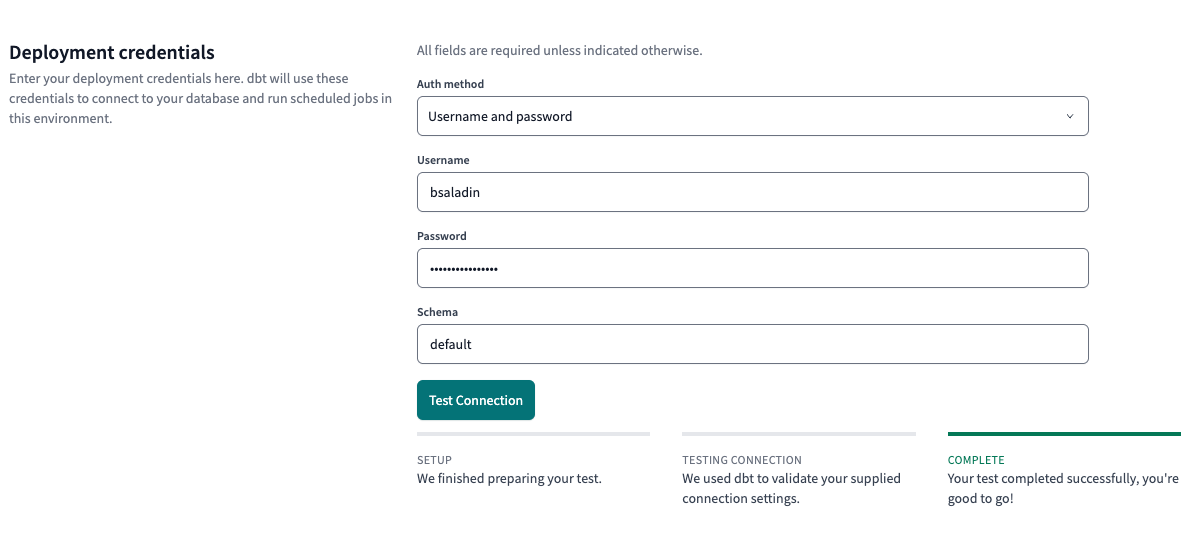 Deployment credentials
Enter your deployment credentials here. dbt will use these
credentials to connect to your database and run scheduled jobs in
this environment.
All fields are required unless indicated otherwise.
Auth method
Username and password
Username
bsaladin
Password
••••••••••••••••
Schema
default
Test Connection
SETUP
We finished preparing your test.
TESTING CONNECTION
We used dbt to validate your supplied
connection settings.
COMPLETE
Your test completed successfully, you're
good to go!